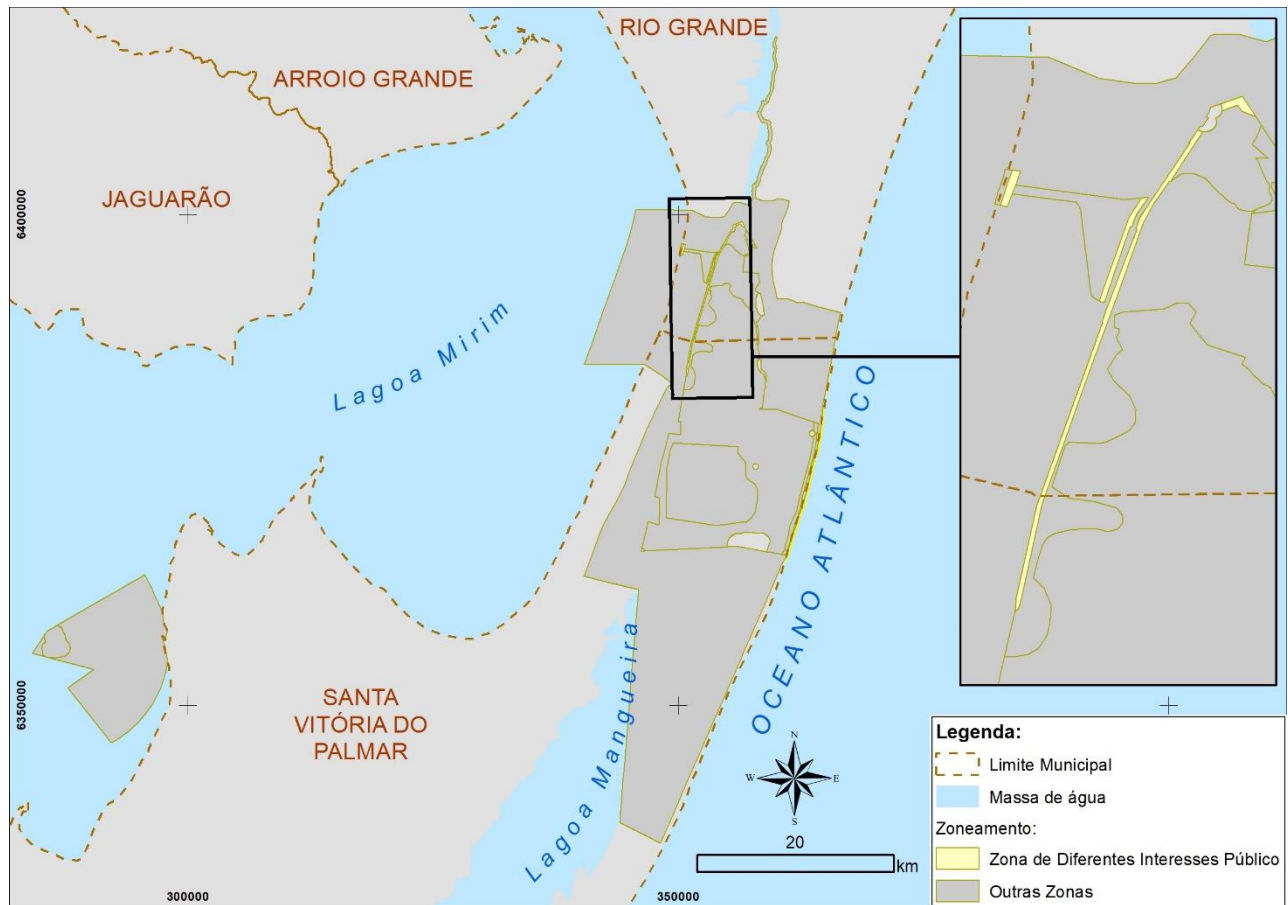 RIO GRANDE
ARROIO GRANDE
JAGUARÃO
6400000
Lagoa Mirim
OCEANO ATLÂNTICO
6350000
SANTA
VITÓRIA DO
PALMAR
Lagoa Mangueira
N
W
E
S
20
km
300000
350000
Legenda:
Limite Municipal
Massa de água
Zoneamento:
Zona de Diferentes Interesses Público
Outras Zonas